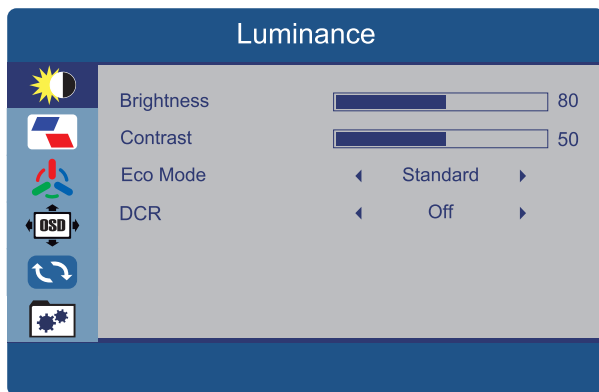 Luminance
Brightness 80
Contrast 50
Eco Mode Standard
DCR Off
OSD